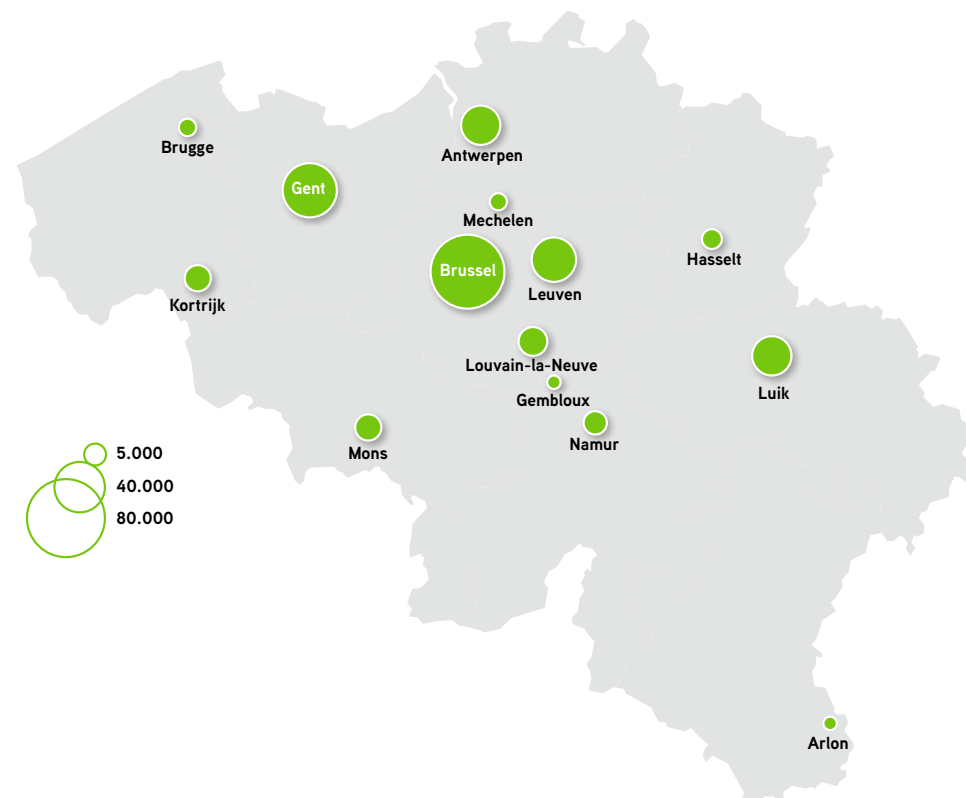 Brugge
Antwerpen
Gent
Mechelen
Hasselt
Brussel
Leuven
Kortrijk
Louvain-la-Neuve
Luik
Gembloux
Namur
Mons
5.000
40.000
80.000
Arlon